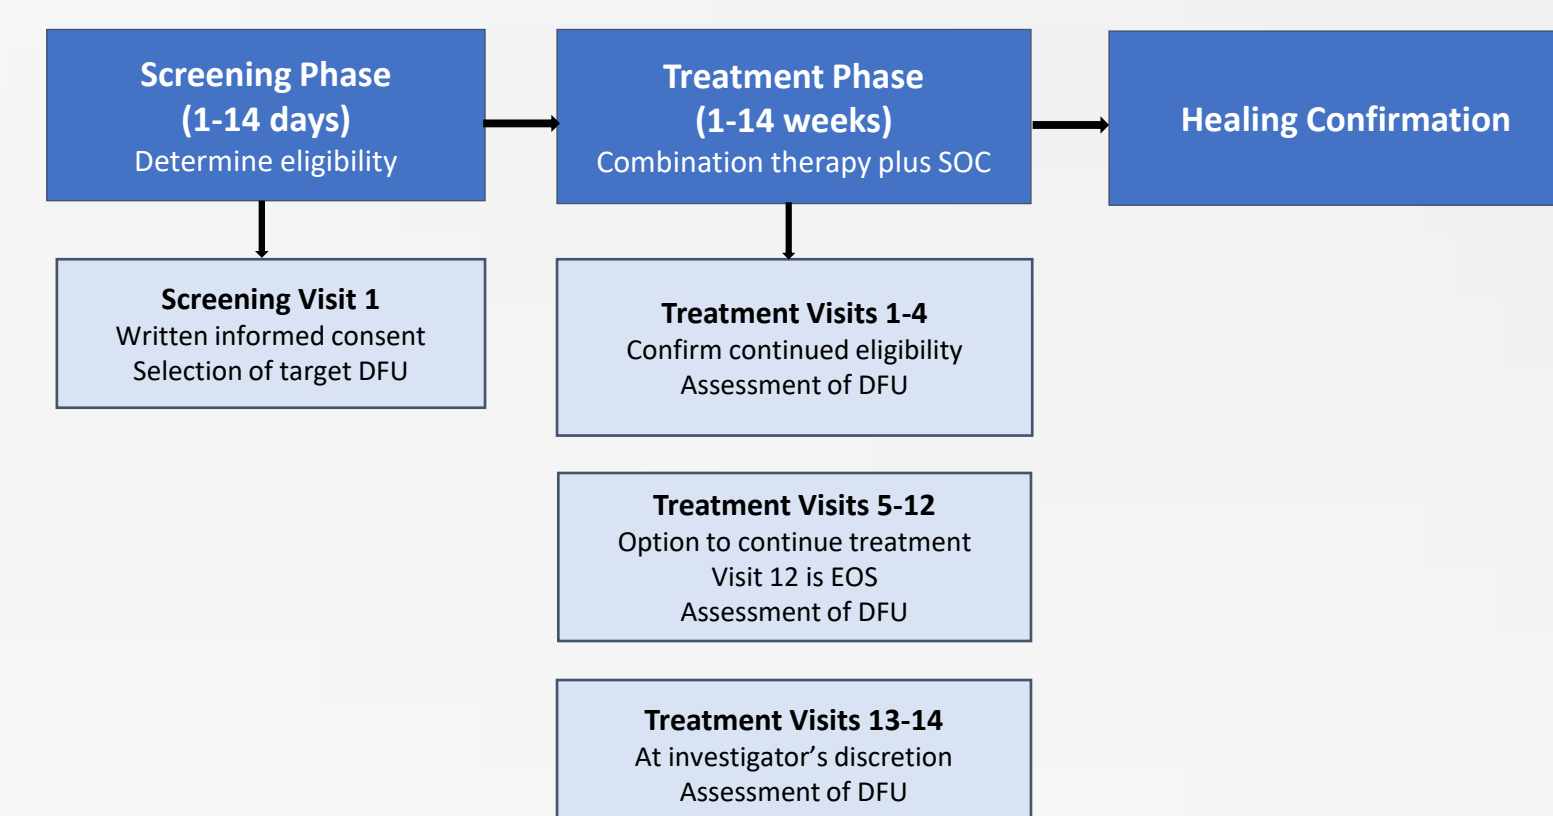 Screening Phase
(1-14 days)
Determine eligibility
Treatment Phase
(1-14 weeks)
Combination therapy plus SOC
Healing Confirmation
Screening Visit 1
Written informed consent
Selection of target DFU
Treatment Visits 1-4
Confirm continued eligibility
Assessment of DFU
Treatment Visits 5-12
Option to continue treatment
Visit 12 is EOS
Assessment of DFU
Treatment Visits 13-14
At investigator’s discretion
Assessment of DFU